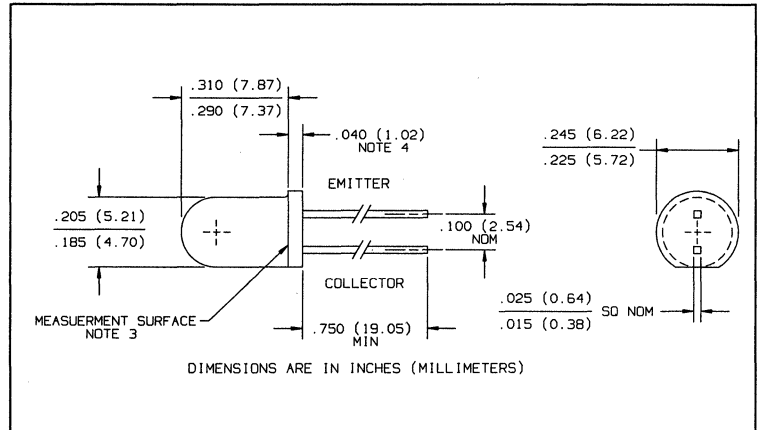 .310 (7.87)
.290 (7.37)
.040 (1.02)
NOTE 4
.245 (6.22)
.225 (5.72)
EMITTER
.205 (5.21)
.185 (4.70)
.100 (2.54)
NOM
COLLECTOR
.025 (0.64)
.015 (0.38)
SQ NOM
MEASUERMENT SURFACE
NOTE 3
.750 (19.05)
MIN
DIMENSIONS ARE IN INCHES (MILLIMETERS)